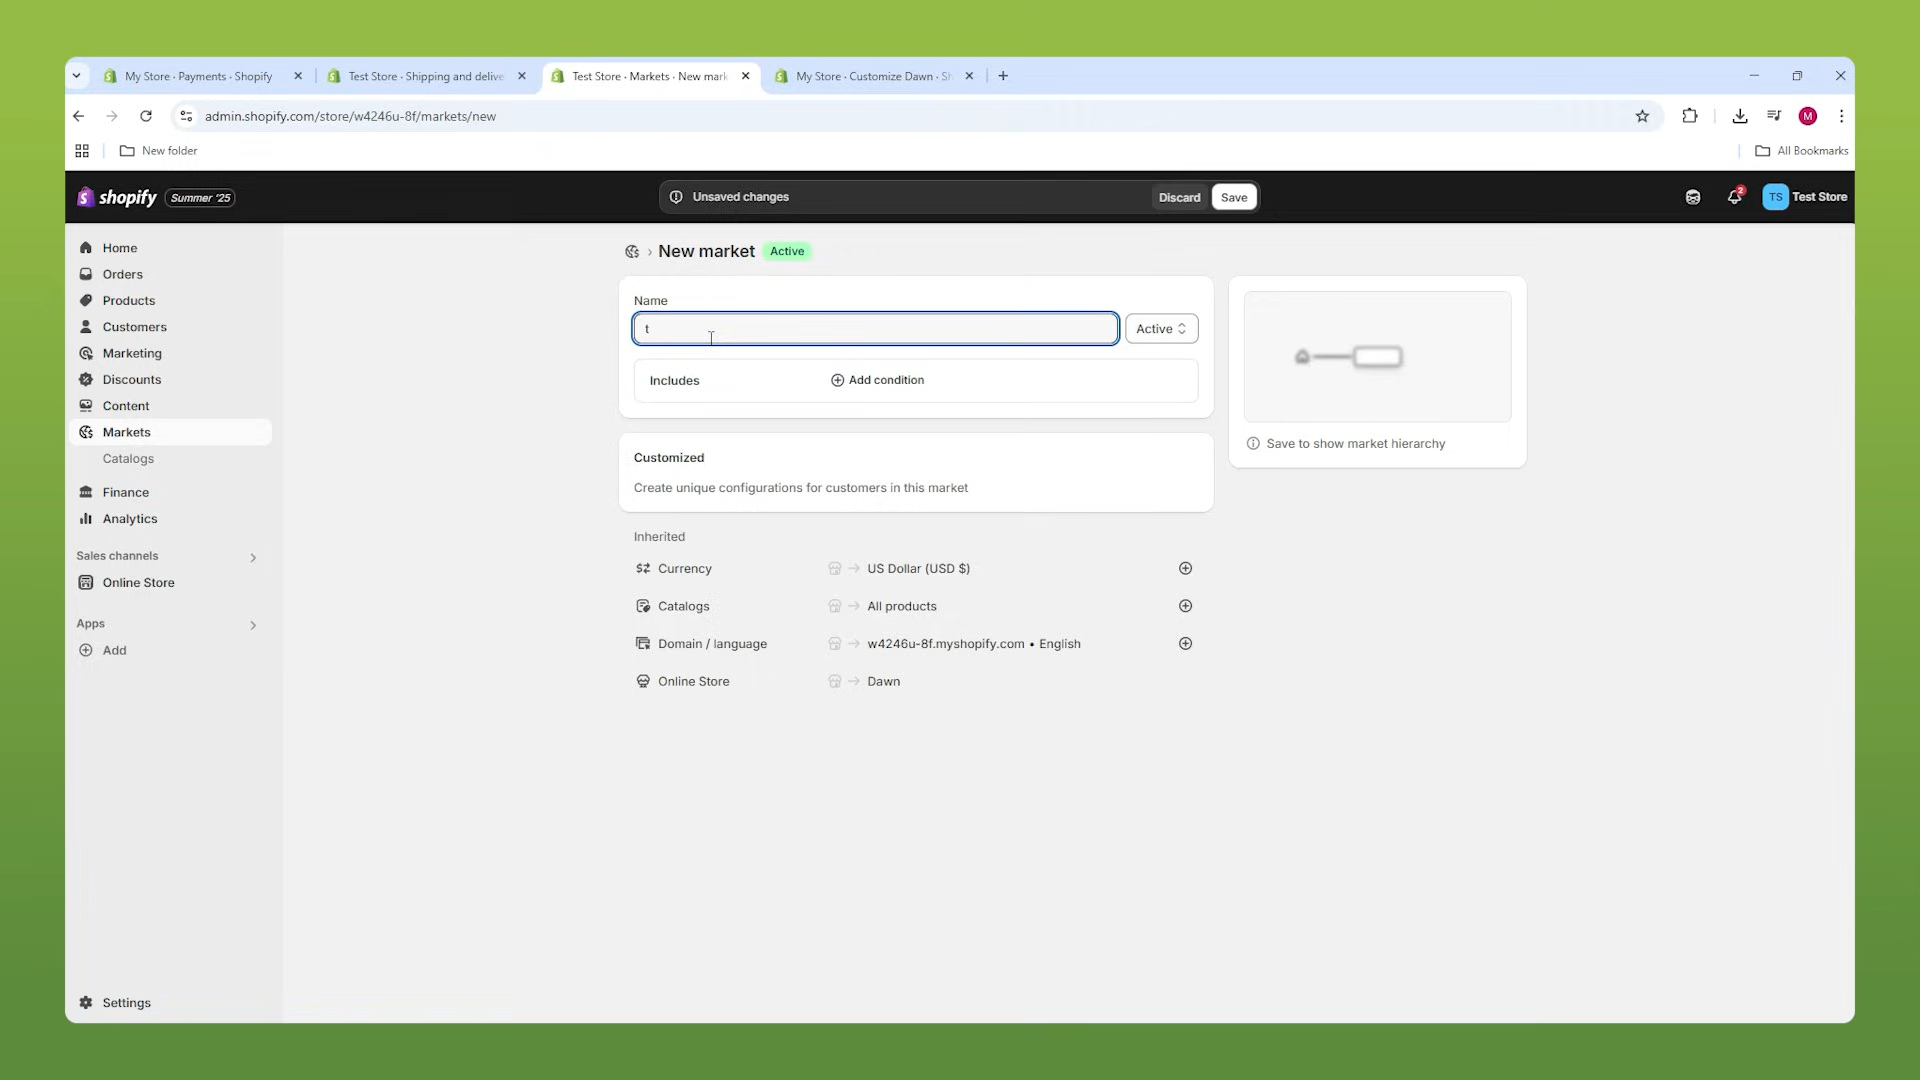 My Store · Payments · Shopify
Test Store · Shipping and delive
Test Store · Markets · New mark
My Store · Customize Dawn · Sh
admin.shopify.com/store/w4246u-8f/markets/new
M
New folder
All Bookmarks
shopify
Summer '25
Unsaved changes
Discard
Save
2
TS
Test Store
Home
Orders
Products
Customers
Marketing
Discounts
Content
Markets
Catalogs
Finance
Analytics
Sales channels
Online Store
Apps
Add
Settings
New market
Active
Name
t
Active
Includes
Add condition
Customized
Create unique configurations for customers in this market
Inherited
Currency
US Dollar (USD $)
Catalogs
All products
Domain / language
w4246u-8f.myshopify.com • English
Online Store
Dawn
Save to show market hierarchy